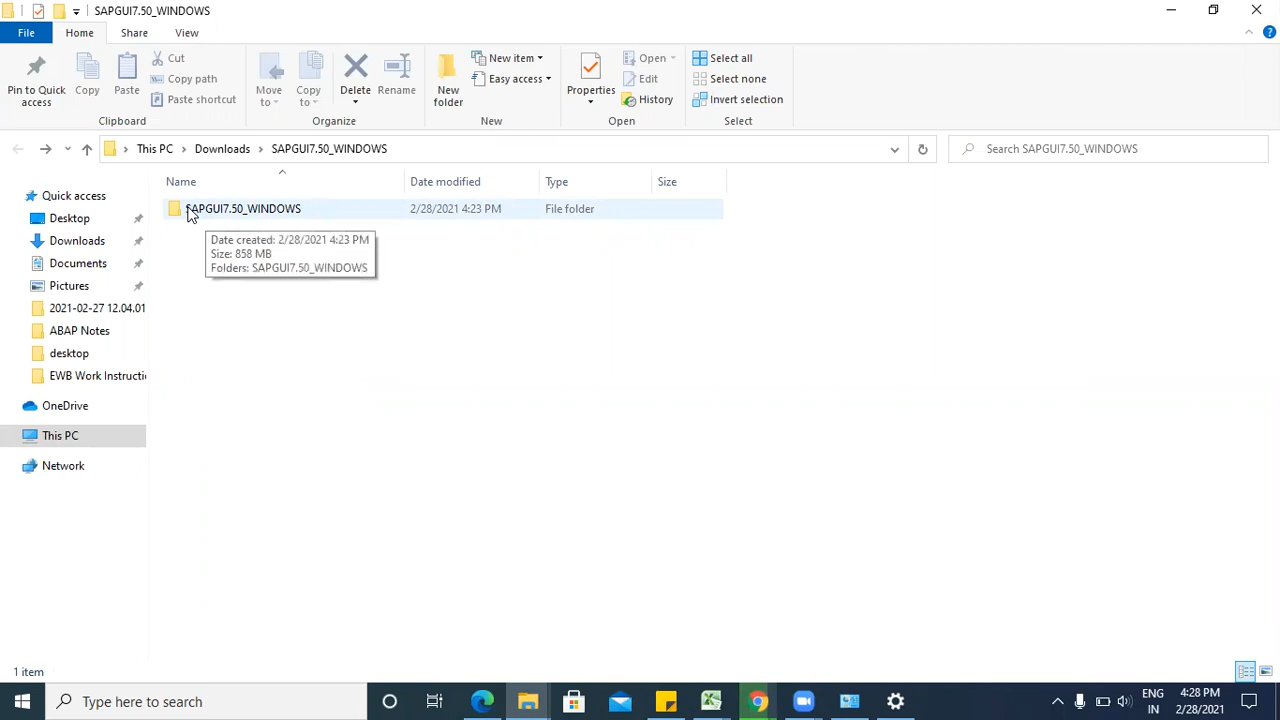 SAPGUI7.50_WINDOWS
File Home Share View
Pin to Quick access
Copy
Paste
Cut
Copy path
Paste shortcut
Clipboard
Move to
Copy to
Delete
Rename
Organize
New folder
New item
Easy access
New
Properties
Open
Edit
History
Open
Select all
Select none
Invert selection
Select
This PC Downloads SAPGUI7.50_WINDOWS
Search SAPGUI7.50_WINDOWS
Name Date modified Type Size
SAPGUI7.50_WINDOWS 2/28/2021 4:23 PM File folder
Date created: 2/28/2021 4:23 PM
Size: 858 MB
Folders: SAPGUI7.50_WINDOWS
Quick access
Desktop
Downloads
Documents
Pictures
2021-02-27 12.04.01
ABAP Notes
desktop
EWB Work Instructi
OneDrive
This PC
Network
1 item
Type here to search
ENG
IN
4:28 PM
2/28/2021